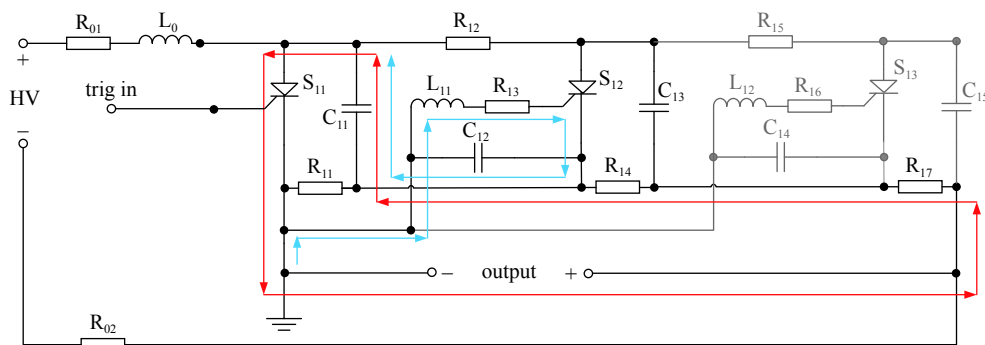 R01 L0 R12 R15
+
HV
−
trig in
S11 C11 L11 R13 S12 C13 L12 R16 S13 C15
C12 C14
R11 R14 R17
− output +
R02